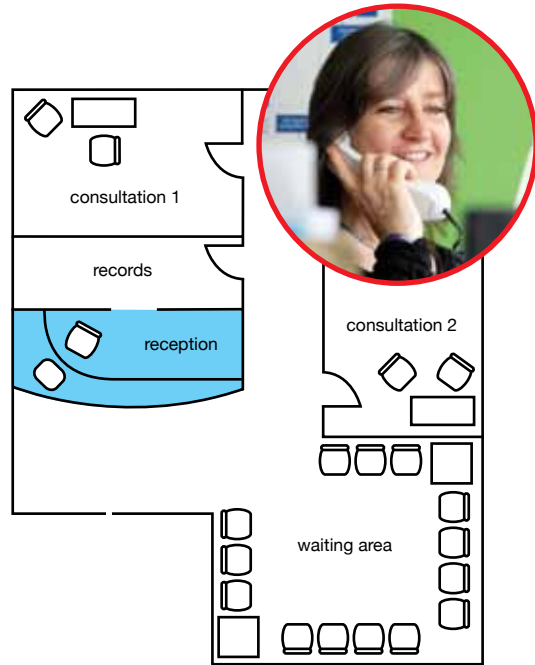 consultation 1
records
reception
consultation 2
waiting area